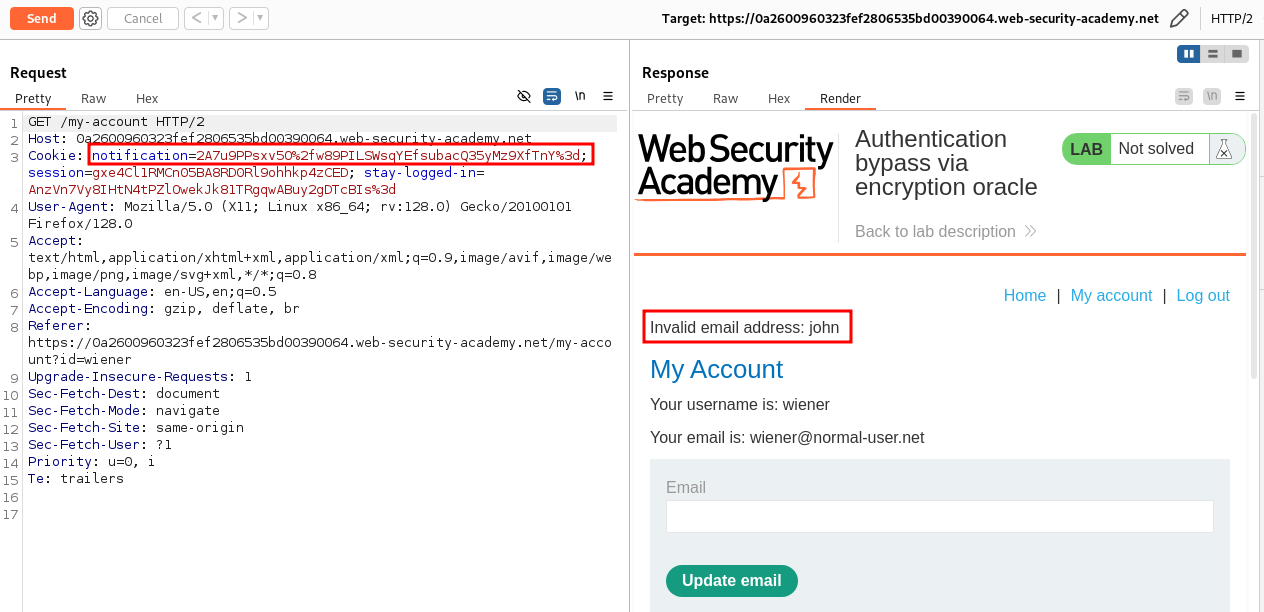 Send
Cancel
Target: https://0a2600960323fef2806535bd00390064.web-security-academy.net
HTTP/2
Request
Pretty Raw Hex
\n
1 GET /my-account HTTP/2
2 Host: 0a2600960323fef2806535bd00390064.web-security-academy.net
3 Cookie: notification=2A7u9PPsxv5O%2fw89PILSWsqYEfsubacQ35yMz9XfTnY%3d;
session=gxe4Cl1RMCn05BA8RD0Rl9ohhkp4zCED; stay-logged-in=
AnzVn7Vy8IHtN4tPZlOwekJk81TRgqwABuy2gDTcBIs%3d
4 User-Agent: Mozilla/5.0 (X11; Linux x86_64; rv:128.0) Gecko/20100101
Firefox/128.0
5 Accept:
text/html,application/xhtml+xml,application/xml;q=0.9,image/avif,image/we
bp,image/png,image/svg+xml,*/*;q=0.8
6 Accept-Language: en-US,en;q=0.5
7 Accept-Encoding: gzip, deflate, br
8 Referer:
https://0a2600960323fef2806535bd00390064.web-security-academy.net/my-acco
unt?id=wiener
9 Upgrade-Insecure-Requests: 1
10 Sec-Fetch-Dest: document
11 Sec-Fetch-Mode: navigate
12 Sec-Fetch-Site: same-origin
13 Sec-Fetch-User: ?1
14 Priority: u=0, i
15 Te: trailers
16
17
Response
Pretty Raw Hex Render
\n
Web Security
Academy
Authentication
bypass via
encryption oracle
LAB Not solved
Back to lab description
Home | My account | Log out
Invalid email address: john
My Account
Your username is: wiener
Your email is: wiener@normal-user.net
Email
Update email